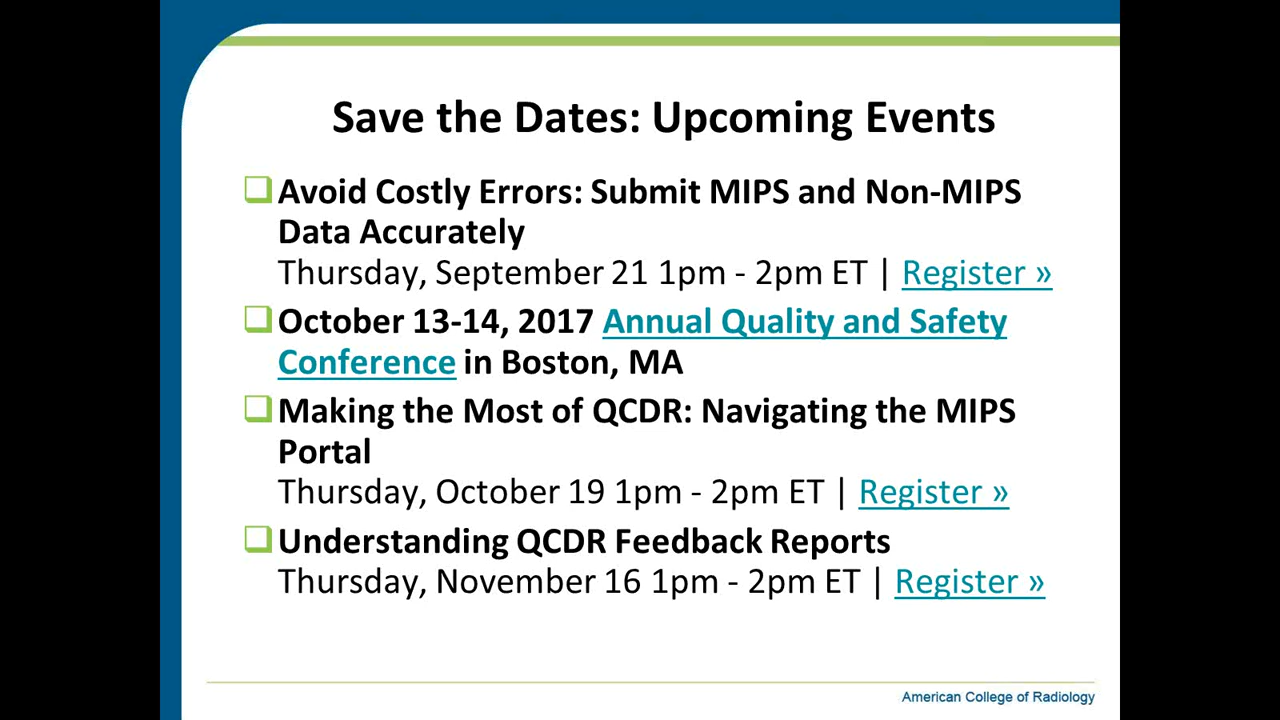 Save the Dates: Upcoming Events
Avoid Costly Errors: Submit MIPS and Non-MIPS
Data Accurately
Thursday, September 21 1pm - 2pm ET | Register »
October 13-14, 2017 Annual Quality and Safety
Conference in Boston, MA
Making the Most of QCDR: Navigating the MIPS
Portal
Thursday, October 19 1pm - 2pm ET | Register »
Understanding QCDR Feedback Reports
Thursday, November 16 1pm - 2pm ET | Register »
American College of Radiology